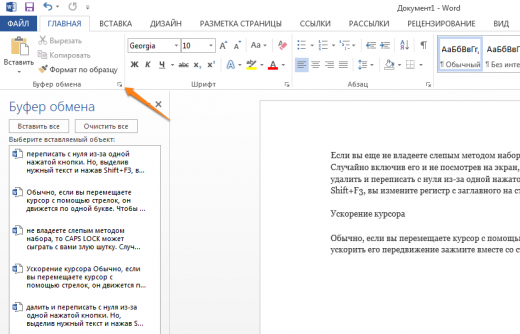 Документ1 - Word
ФАЙЛ ГЛАВНАЯ ВСТАВКА ДИЗАЙН РАЗМЕТКА СТРАНИЦЫ ССЫЛКИ РАССЫЛКИ РЕЦЕНЗИРОВАНИЕ
Вставить
Вырезать
Копировать
Формат по образцу
Буфер обмена
Georgia 10
Ж К Ч abc x₂ x²
Шрифт
Абзац
АаБбВвГг,
¶ Обычный
АаБбВвГ
¶ Без инте
Буфер обмена
Вставить все Очистить все
Выберите вставляемый объект:
переписать с нуля из-за одной
нажатой кнопки. Но, выделив
нужный текст и нажав Shift+F3, в...
Обычно, если вы перемещаете
курсор с помощью стрелок, он
движется по одной букве. Чтобы ...
не владеете слепым методом
набора, то CAPS LOCK может
сыграть с вами злую шутку. Случ...
Ускорение курсора Обычно, если
вы перемещаете курсор с
помощью стрелок, он движется п...
далить и переписать с нуля из-за
одной нажатой кнопки. Но,
выделив нужный текст и нажав S
Если вы еще не владеете слепым методом набор
Случайно включив его и не посмотрев на экран,
удалить и переписать с нуля из-за одной нажато
Shift+F3, вы измените регистр с заглавного на ст
Ускорение курсора
Обычно, если вы перемещаете курсор с помощь
ускорить его передвижение зажмите вместе со с